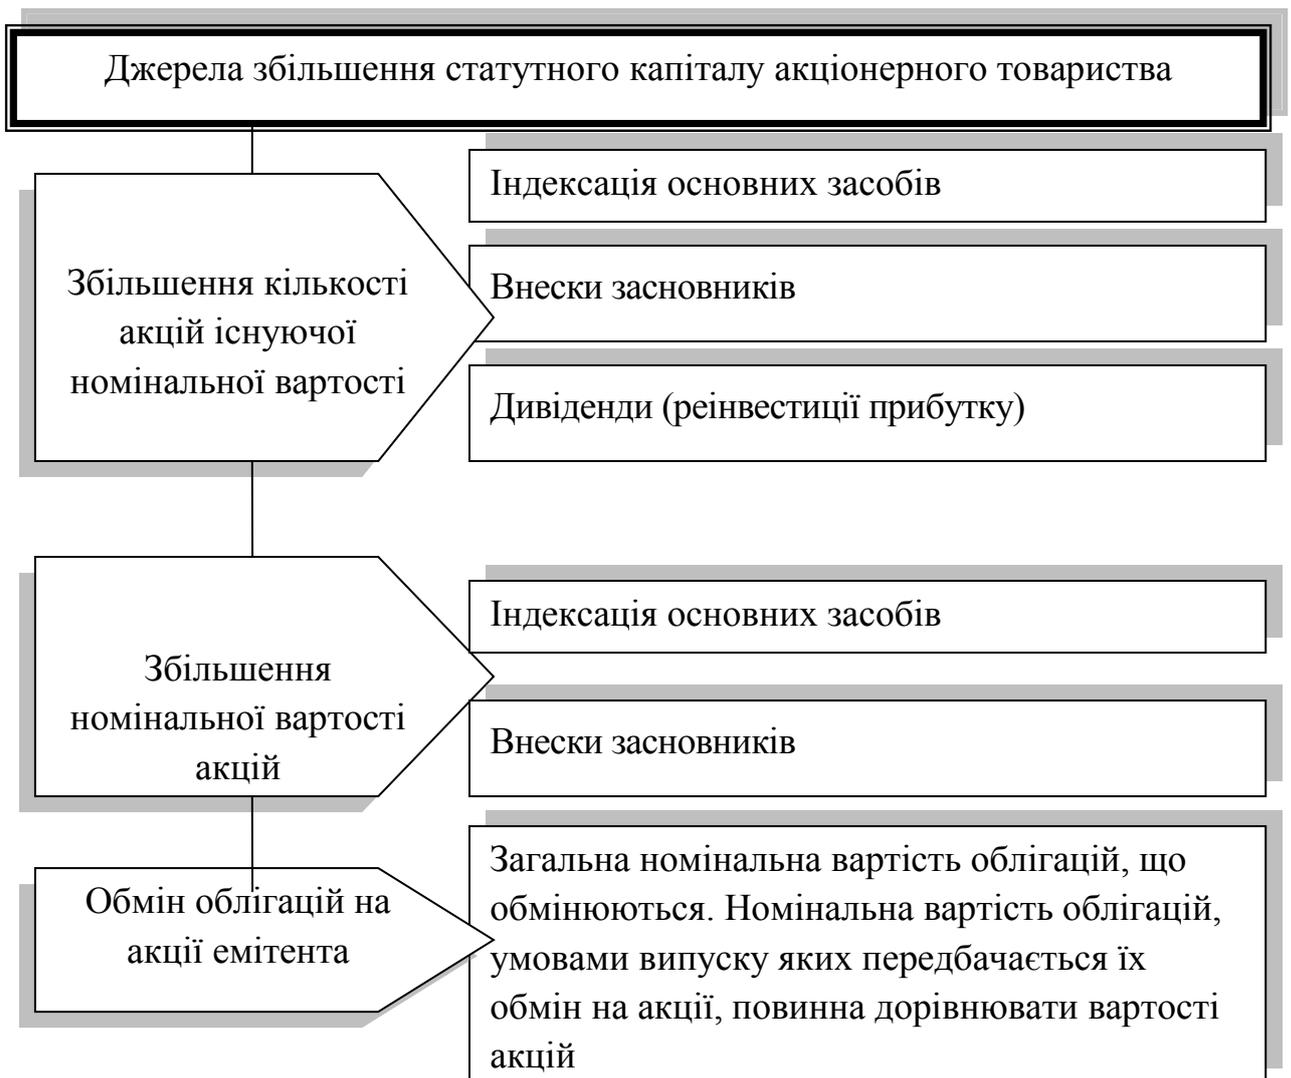 Джерела збільшення статутного капіталу акціонерного товариства
Збільшення кількості
акцій існуючої
номінальної вартості
Індексація основних засобів
Внески засновників
Дивіденди (реінвестиції прибутку)
Збільшення
номінальної вартості
акцій
Індексація основних засобів
Внески засновників
Обмін облігацій на
акції емітента
Загальна номінальна вартість облігацій, що
обмінюються. Номінальна вартість облігацій,
умовами випуску яких передбачається їх
обмін на акції, повинна дорівнювати вартості
акцій